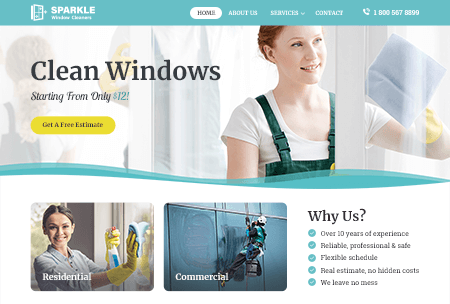 SPARKLE
Window Cleaners
HOME ABOUT US SERVICES CONTACT
1 800 567 8899
Clean Windows
Starting From Only $12!
Get A Free Estimate
Residential
Commercial
Why Us?
Over 10 years of experience
Reliable, professional & safe
Flexible schedule
Real estimate, no hidden costs
We leave no mess